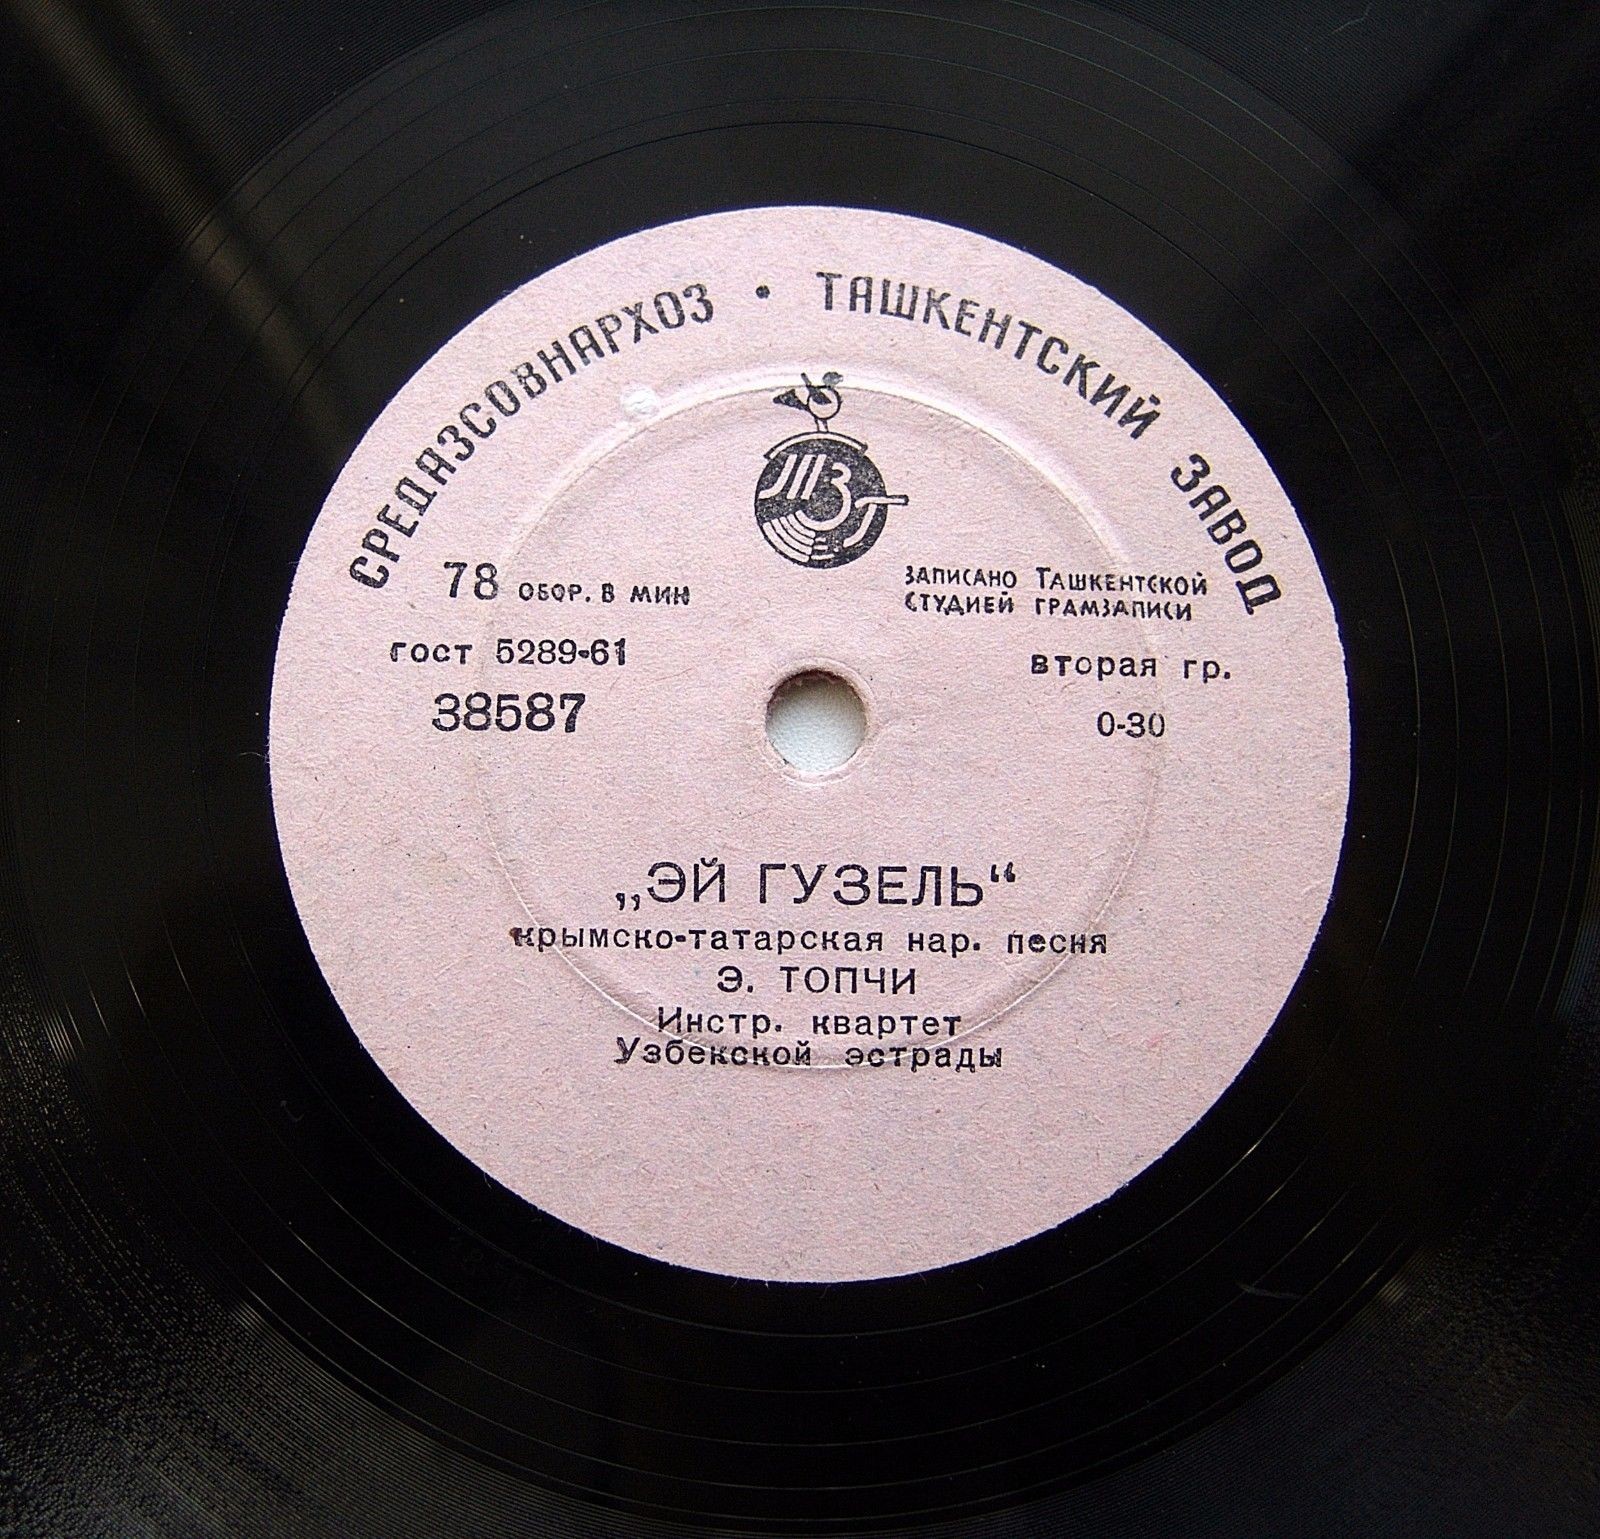 СРЕДАЗСОВНАРХОЗ • ТАШКЕНТСКИЙ ЗАВОД
ТЗ
78 ОБОР. В МИН
ЗАПИСАНО ТАШКЕНТСКОЙ
СТУДИЕЙ ГРАМЗАПИСИ
гост 5289-61
вторая гр.
38587
0-30
„ЭЙ ГУЗЕЛЬ“
крымско-татарская нар. песня
Э. ТОПЧИ
Инстр. квартет
Узбекской эстрады